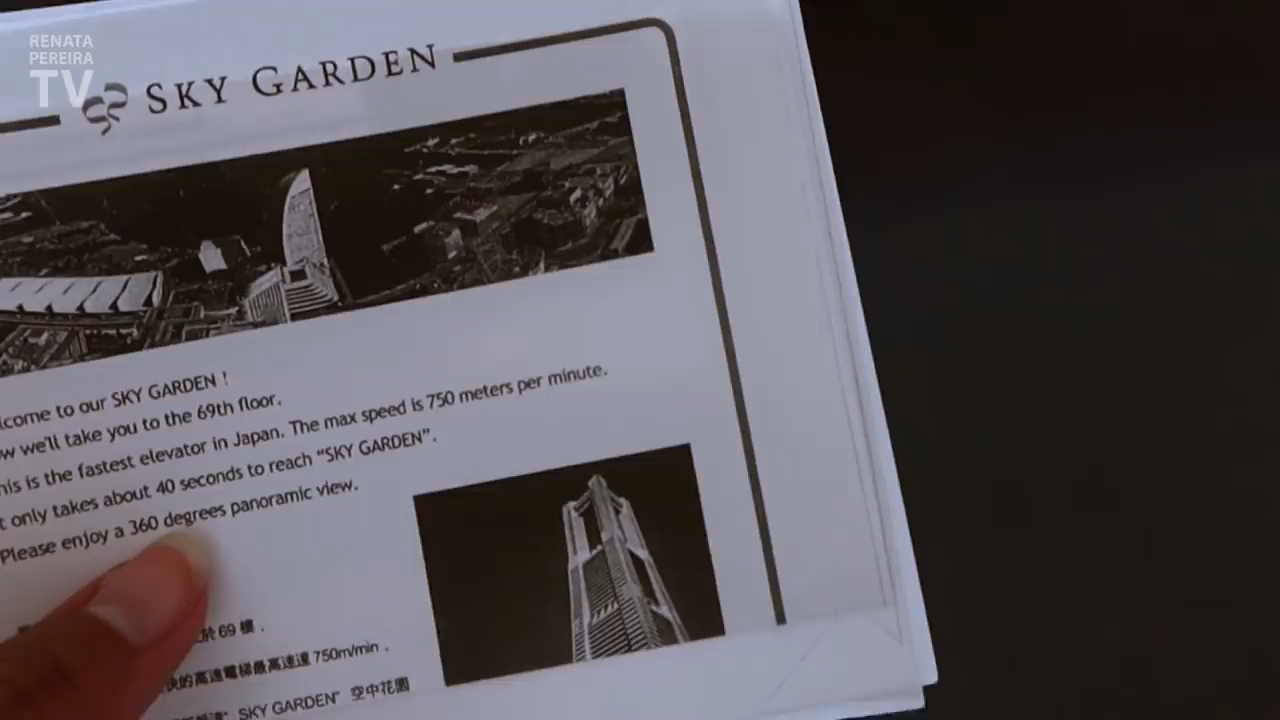 RENATA
PEREIRA
TV
SKY GARDEN
to our SKY GARDEN !
we'll take you to the 69th floor.
is the fastest elevator in Japan. The max speed is 750 meters per minute.
only takes about 40 seconds to reach “SKY GARDEN”.
Please enjoy a 360 degrees panoramic view.
於 69 樓．
的高速電梯最高速達 750m/min．
SKY GARDEN” 空中花園